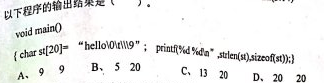 以下程序的输出结果是（ ）。
void main()
{ char st[20]= “hello\0\t\\\9”； printf(%d %d\n” ,strlen(st),sizeof(st));}
A、 9 9 B、 5 20 C、 13 20 D、 20 20